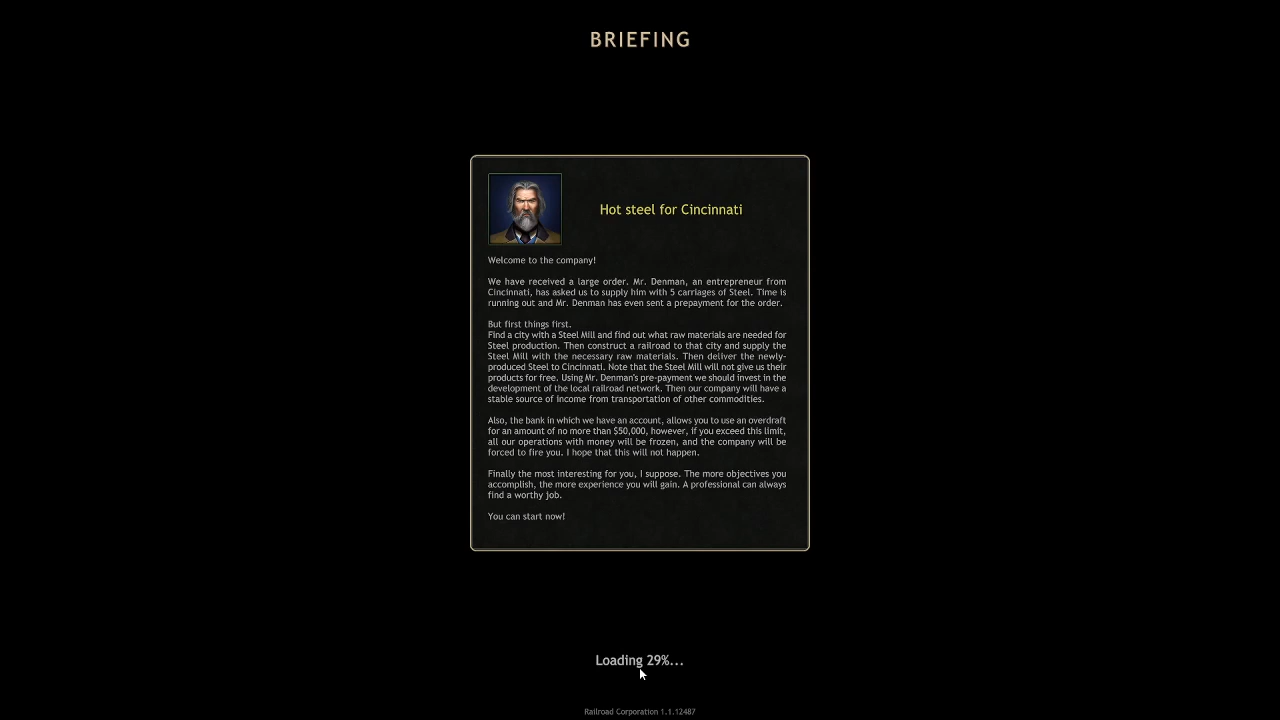 BRIEFING
Hot steel for Cincinnati
Welcome to the company!
We have received a large order. Mr. Denman, an entrepreneur from
Cincinnati, has asked us to supply him with 5 carriages of Steel. Time is
running out and Mr. Denman has even sent a prepayment for the order.
But first things first.
Find a city with a Steel Mill and find out what raw materials are needed for
Steel production. Then construct a railroad to that city and supply the
Steel Mill with the necessary raw materials. Then deliver the newly-
produced Steel to Cincinnati. Note that the Steel Mill will not give us their
products for free. Using Mr. Denman's pre-payment we should invest in the
development of the local railroad network. Then our company will have a
stable source of income from transportation of other commodities.
Also, the bank in which we have an account, allows you to use an overdraft
for an amount of no more than $50,000, however, if you exceed this limit,
all our operations with money will be frozen, and the company will be
forced to fire you. I hope that this will not happen.
Finally the most interesting for you, I suppose. The more objectives you
accomplish, the more experience you will gain. A professional can always
find a worthy job.
You can start now!
Loading 29%...
Railroad Corporation 1.1.12487